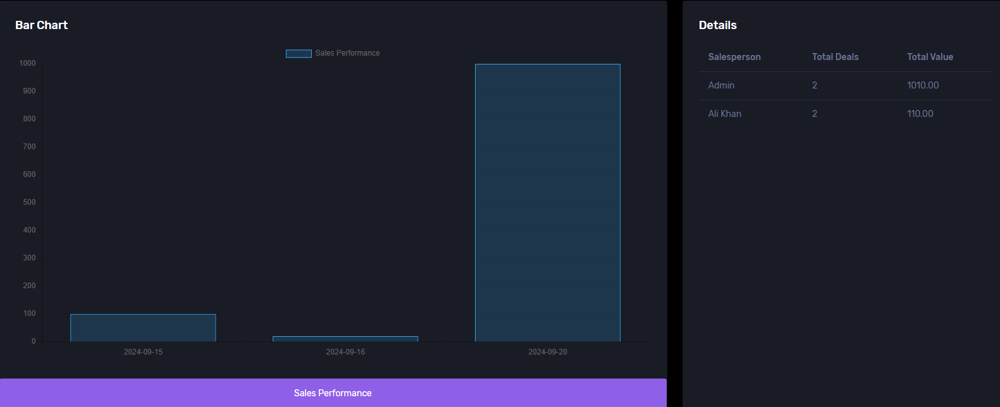 Bar Chart
Sales Performance
1000
900
800
700
600
500
400
300
200
100
0
2024-09-15 2024-09-16 2024-09-20
Sales Performance
Details
Salesperson Total Deals Total Value
Admin 2 1010.00
Ali Khan 2 110.00